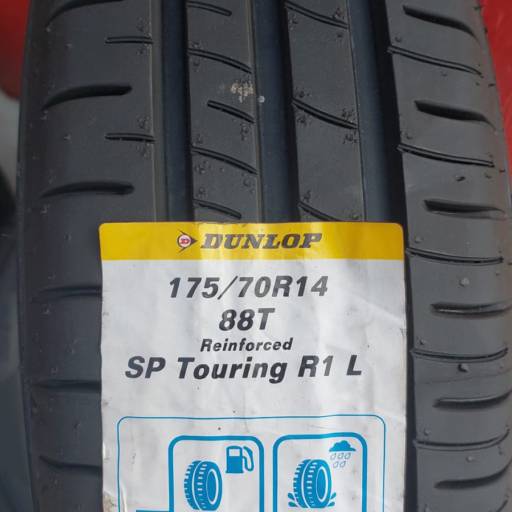 DUNLOP
175/70R14
88T
Reinforced
SP Touring R1 L